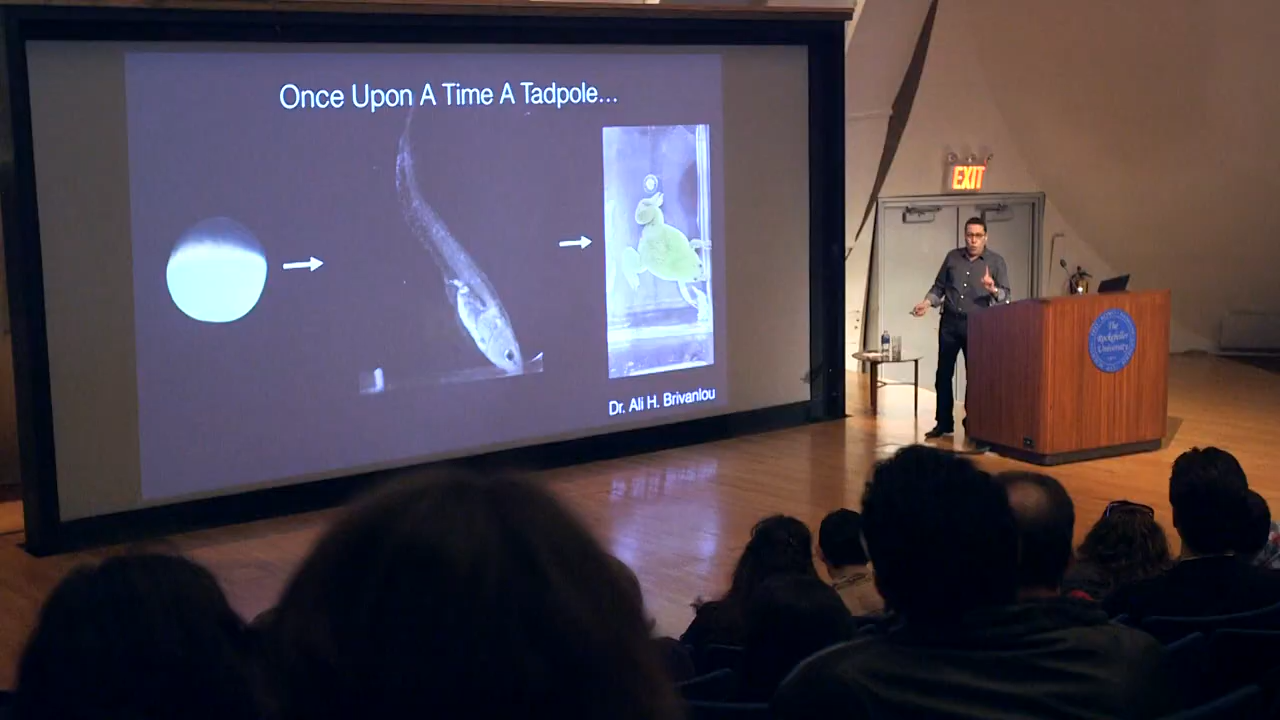 Once Upon A Time A Tadpole...
Dr. Ali H. Brivanlou
EXIT
The
Rockefeller
University